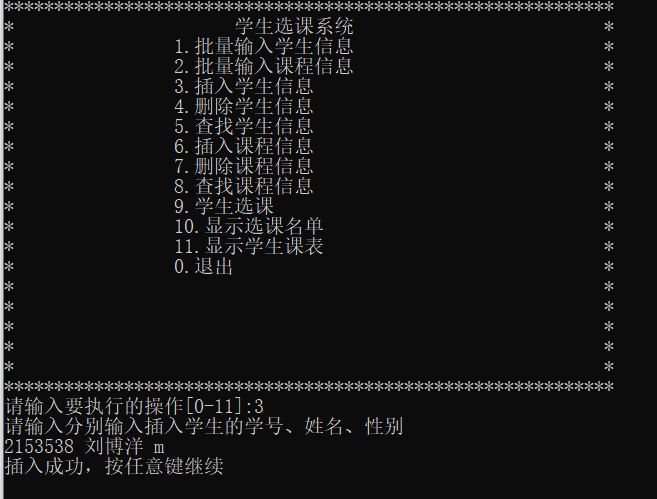 *************************************************************
* 学生选课系统 *
* 1.批量输入学生信息 *
* 2.批量输入课程信息 *
* 3.插入学生信息 *
* 4.删除学生信息 *
* 5.查找学生信息 *
* 6.插入课程信息 *
* 7.删除课程信息 *
* 8.查找课程信息 *
* 9.学生选课 *
* 10.显示选课名单 *
* 11.显示学生课表 *
* 0.退出 *
* *
* *
* *
* *
* *
*************************************************************
请输入要执行的操作[0-11]:3
请输入分别输入插入学生的学号、姓名、性别
2153538 刘博洋 m
插入成功，按任意键继续